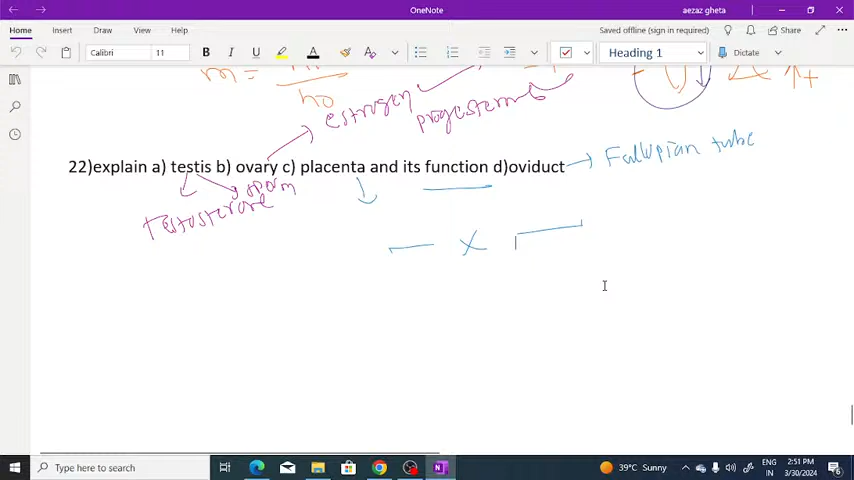 OneNote
aezaz gheta
Home Insert Draw View Help
Saved offline (sign in required)
Share
Calibri 11 B I U A Heading 1 Dictate
m =
ho
estrogen
progesterone
22)explain a) testis b) ovary c) placenta and its function d)oviduct
Fallopian tube
sperm
Testosterone
x
Type here to search
39°C Sunny
ENG
IN
2:51 PM
3/30/2024
6